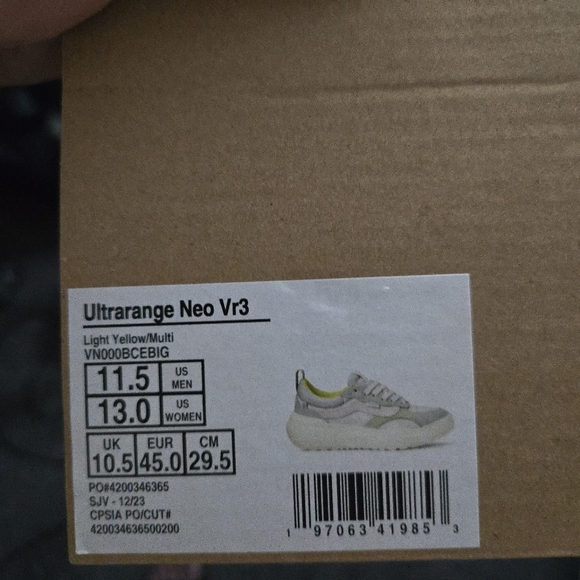 Ultrarange Neo Vr3
Light Yellow/Multi
VN000BCEBIG
11.5 US MEN
13.0 US WOMEN
UK EUR CM
10.5 45.0 29.5
PO#4200346365
SJV - 12/23
CPSIA PO/CUT#
420034636500200
1 97063 41985 3